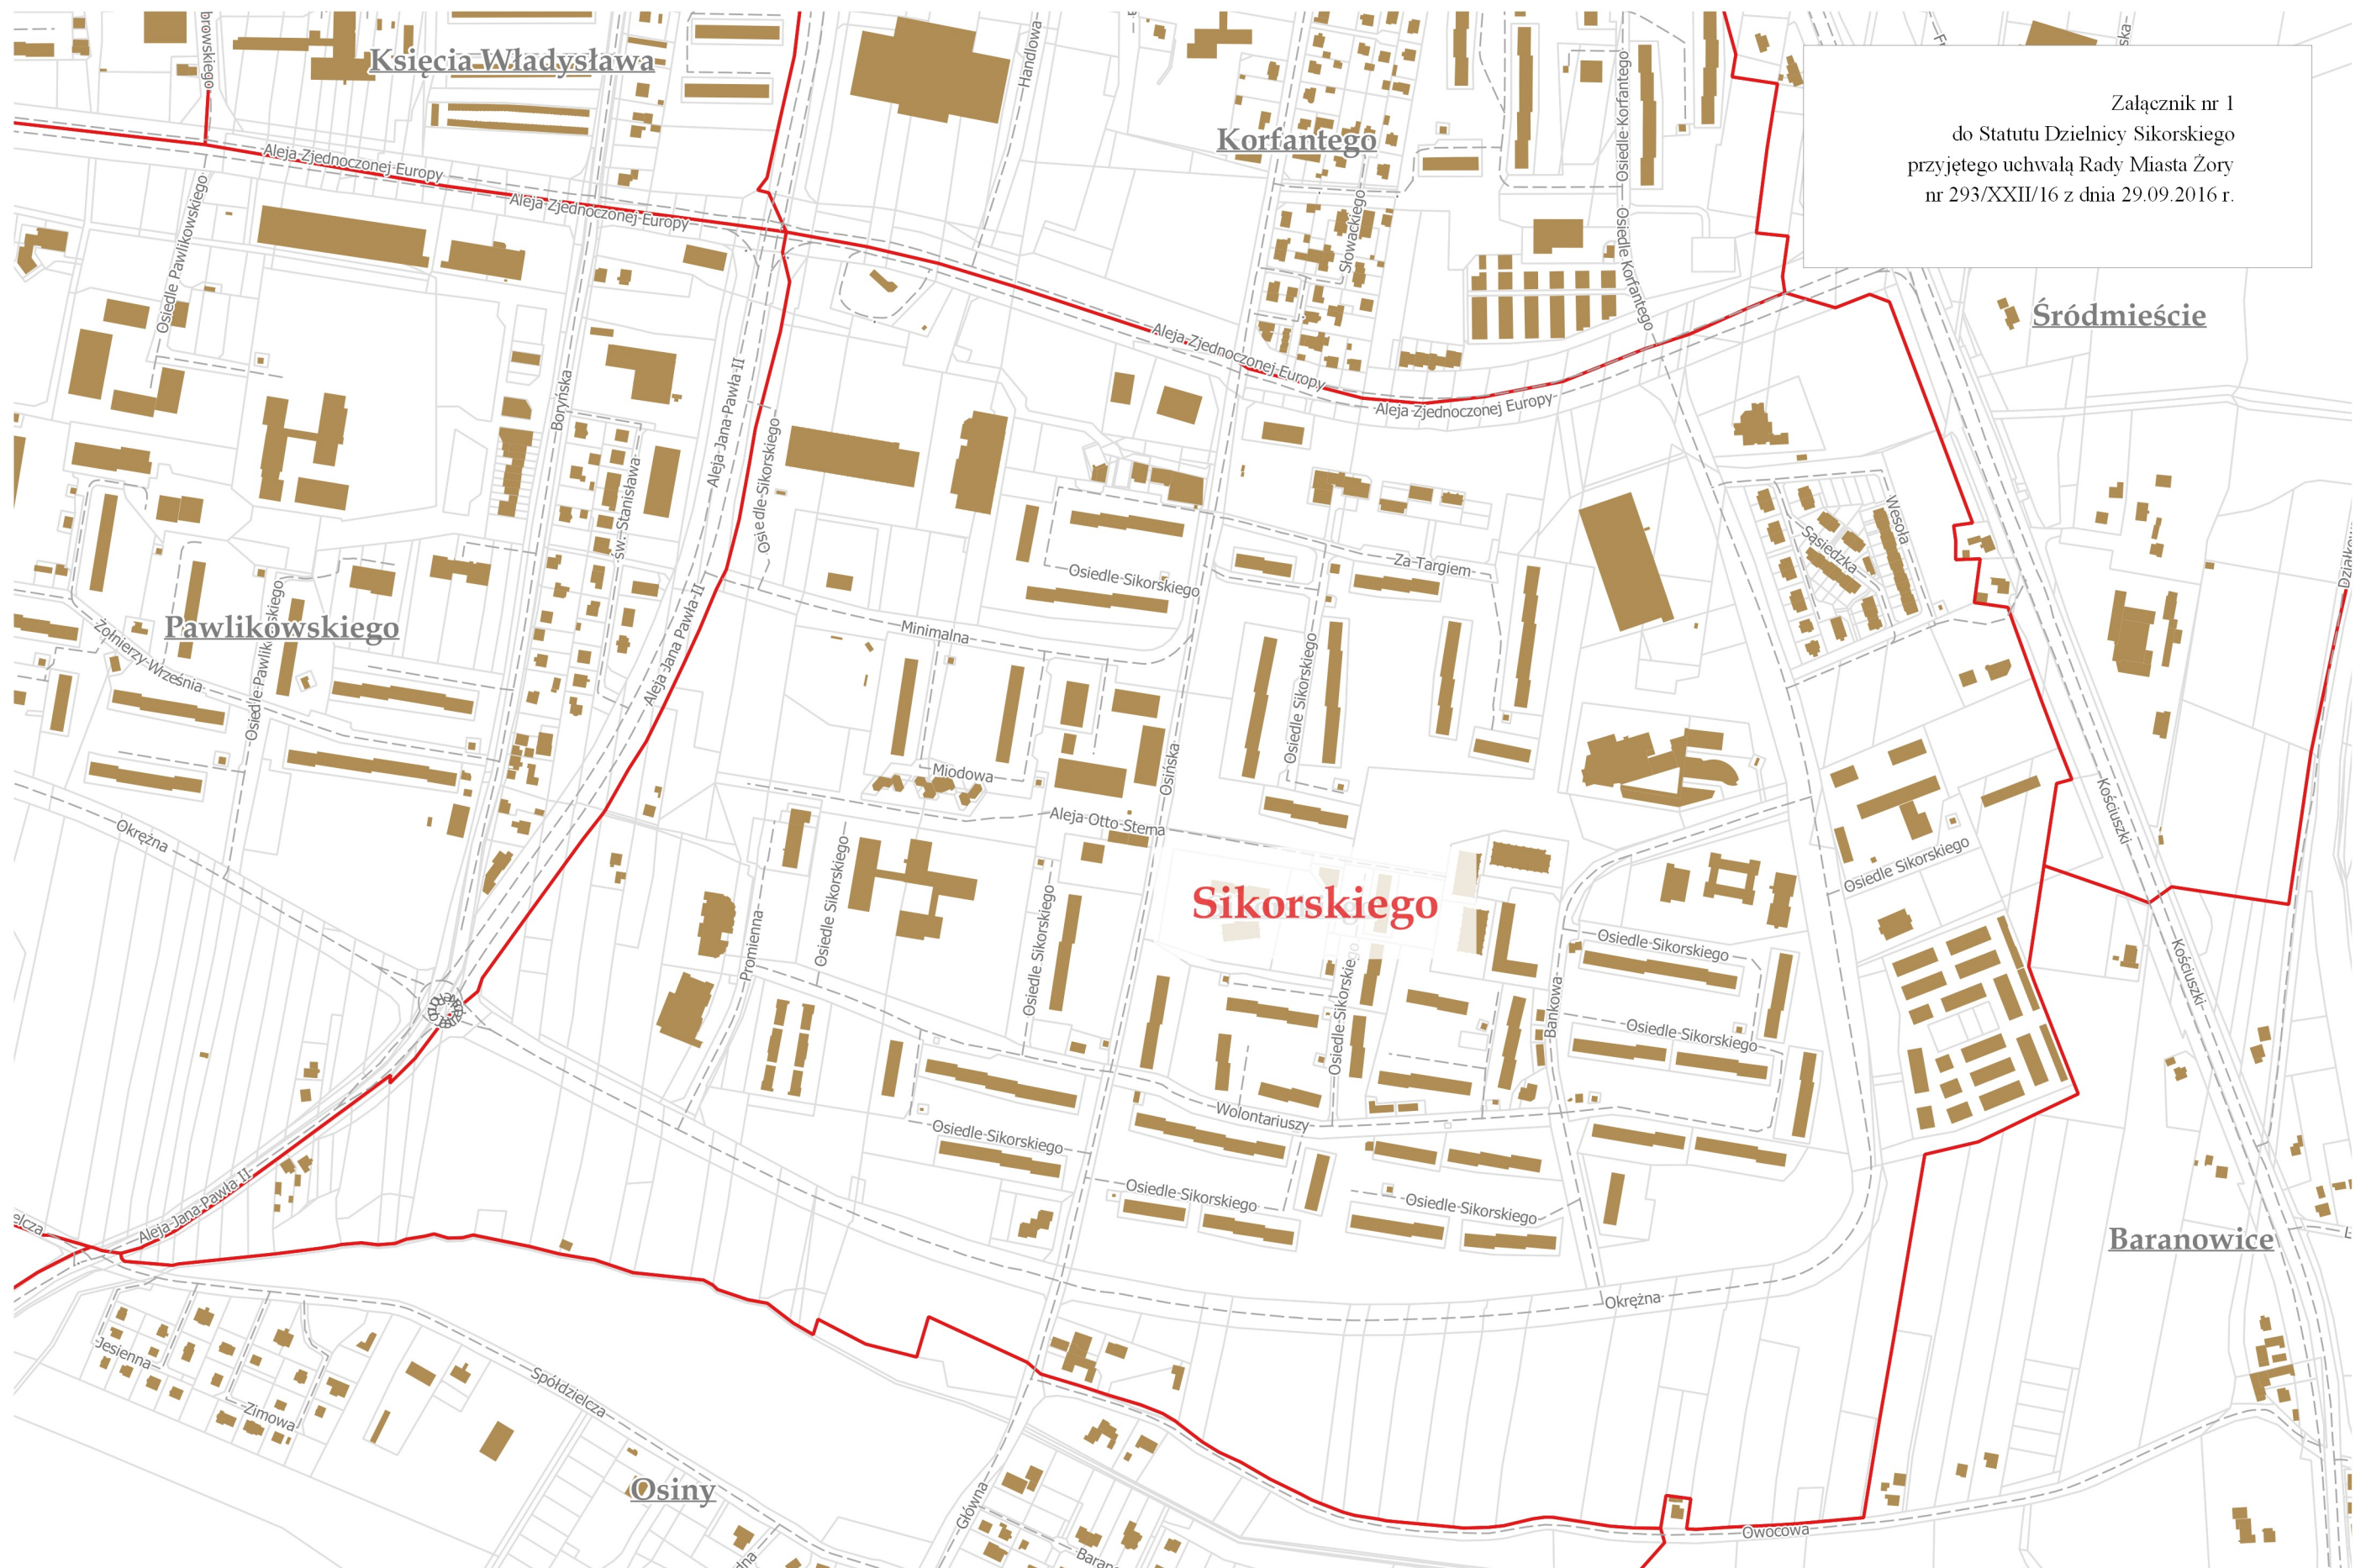 browskiego
Księcia Władysława
Handlowa
Osiedle Korfantego
Załącznik nr 1
do Statutu Dzielnicy Sikorskiego
przyjętego uchwałą Rady Miasta Żory
nr 293/XXII/16 z dnia 29.09.2016 r.
Korfantego
Aleja Zjednoczonej Europy
Aleja Zjednoczonej Europy
Osiedle Pawlikowskiego
Słowackiego
Osiedle Korfantego
Śródmieście
Aleja Zjednoczonej Europy
Aleja Zjednoczonej Europy
Boryńska
Aleja Jana Pawła II
Osiedle Sikorskiego
św. Stanisława
Wesoła
Sąsiedzka
Za Targiem
Osiedle Sikorskiego
Pawlikowskiego
Minimalna
Żołnierzy Września
Osiedle Pawlikowskiego
Aleja Jana Pawła II
Osiedle Sikorskiego
Miodowa
Osińska
Okrężna
Aleja Otto Sterna
Kościuszki
Osiedle Sikorskiego
Osiedle Sikorskiego
Sikorskiego
Promienna
Osiedle Sikorskiego
Osiedle Sikorskiego
Kościuszki
Osiedle Sikorskiego
Bankowa
Osiedle Sikorskiego
Wolontariuszy
Osiedle Sikorskiego
Aleja Jana Pawła II
Osiedle Sikorskiego
Osiedle Sikorskiego
elcza
Baranowice
Okrężna
Jesienna
Spółdzielcza
Zimowa
Osiny
Główna
Owocowa